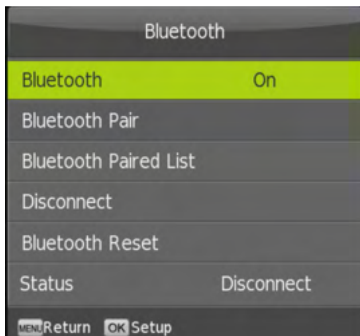 Bluetooth
Bluetooth On
Bluetooth Pair
Bluetooth Paired List
Disconnect
Bluetooth Reset
Status Disconnect
MENU Return OK Setup